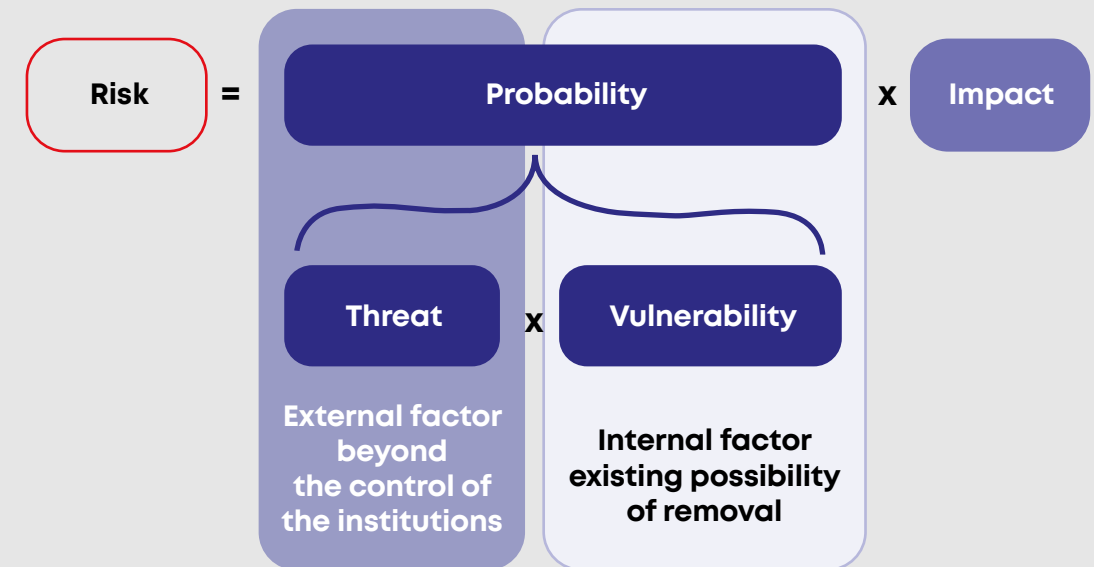 Risk = Probability x Impact
Threat x Vulnerability
External factor
beyond
the control of
the institutions
Internal factor
existing possibility
of removal